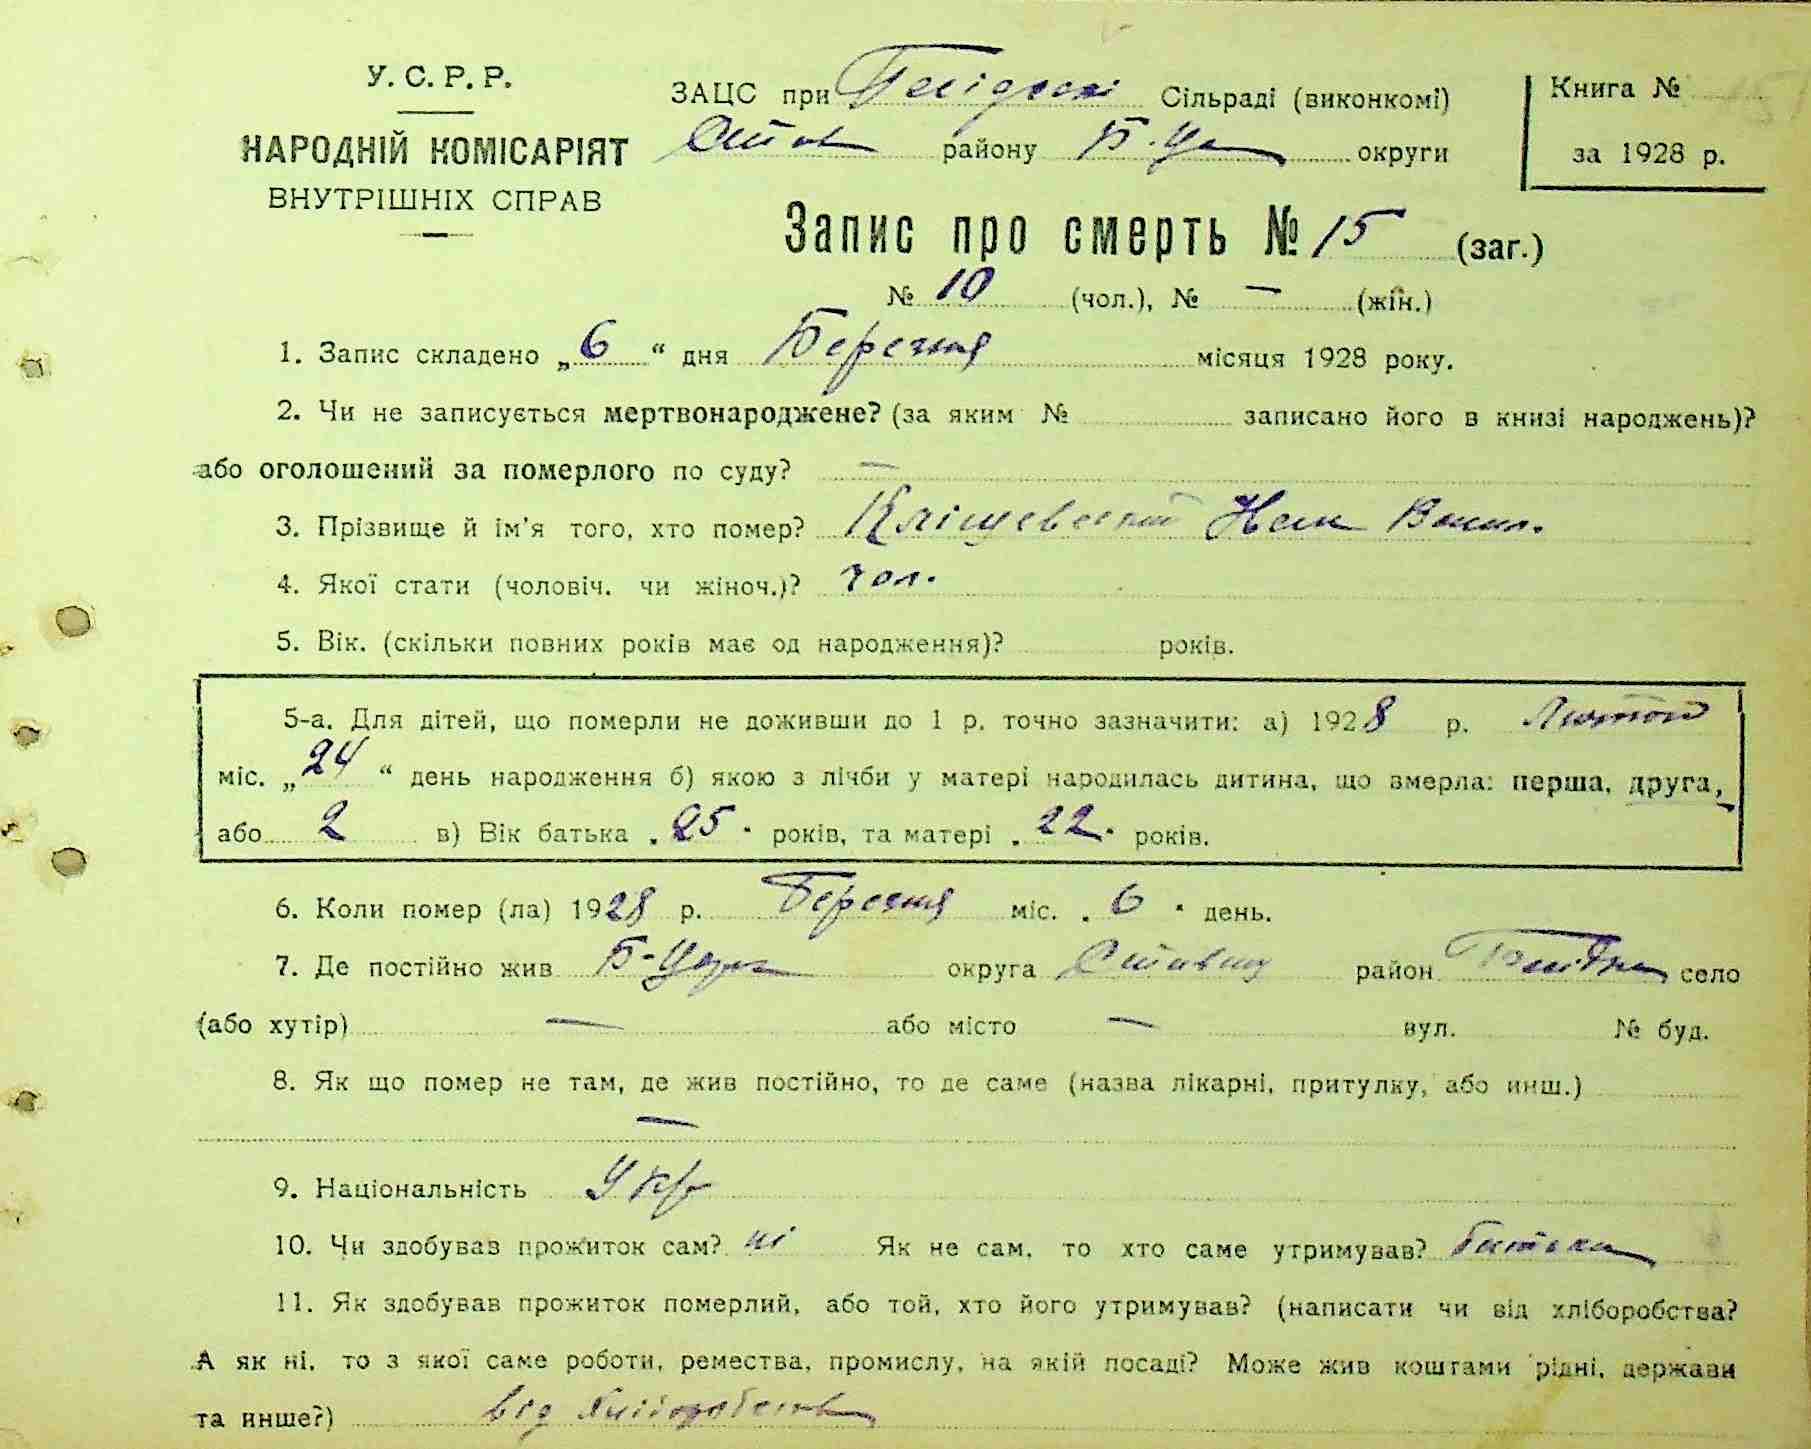 У. С. Р. Р.
НАРОДНІЙ КОМІСАРІЯТ
ВНУТРІШНІХ СПРАВ
ЗАЦС при Сільраді (виконкомі)
району Б. Це округи
Книга №
за 1928 р.
Запис про смерть № 15 (заг.)
№ 10 (чол.), № — (жін.)
1. Запис складено „6“ дня Березня місяця 1928 року.
2. Чи не записується мертвонароджене? (за яким № записано його в книзі народжень)?
або оголошений за померлого по суду? —
3. Прізвище й ім'я того, хто помер? Кліщевский
4. Якої стати (чоловіч. чи жіноч.)? чол.
5. Вік. (скільки повних років має од народження)? років.
5-а. Для дітей, що померли не доживши до 1 р. точно зазначити: а) 1928 р. Лютой
міс. „24“ день народження б) якою з лічби у матері народилась дитина, що вмерла: перша, друга,
або 2 в) Вік батька „25“ років, та матері „22“ років.
6. Коли помер (ла) 1928 р. Березня міс. „6“ день.
7. Де постійно жив Б-Церк округа район село
(або хутір) — або місто — вул. № буд.
8. Як що помер не там, де жив постійно, то де саме (назва лікарні, притулку, або инш.)
—
9. Національність Укр
10. Чи здобував прожиток сам? ні Як не сам, то хто саме утримував? батьки
11. Як здобував прожиток померлий, або той, хто його утримував? (написати чи від хліборобства?
А як ні, то з якої саме роботи, ремества, промислу, на якій посаді? Може жив коштами рідні, держави
та инше?) від хліборобства